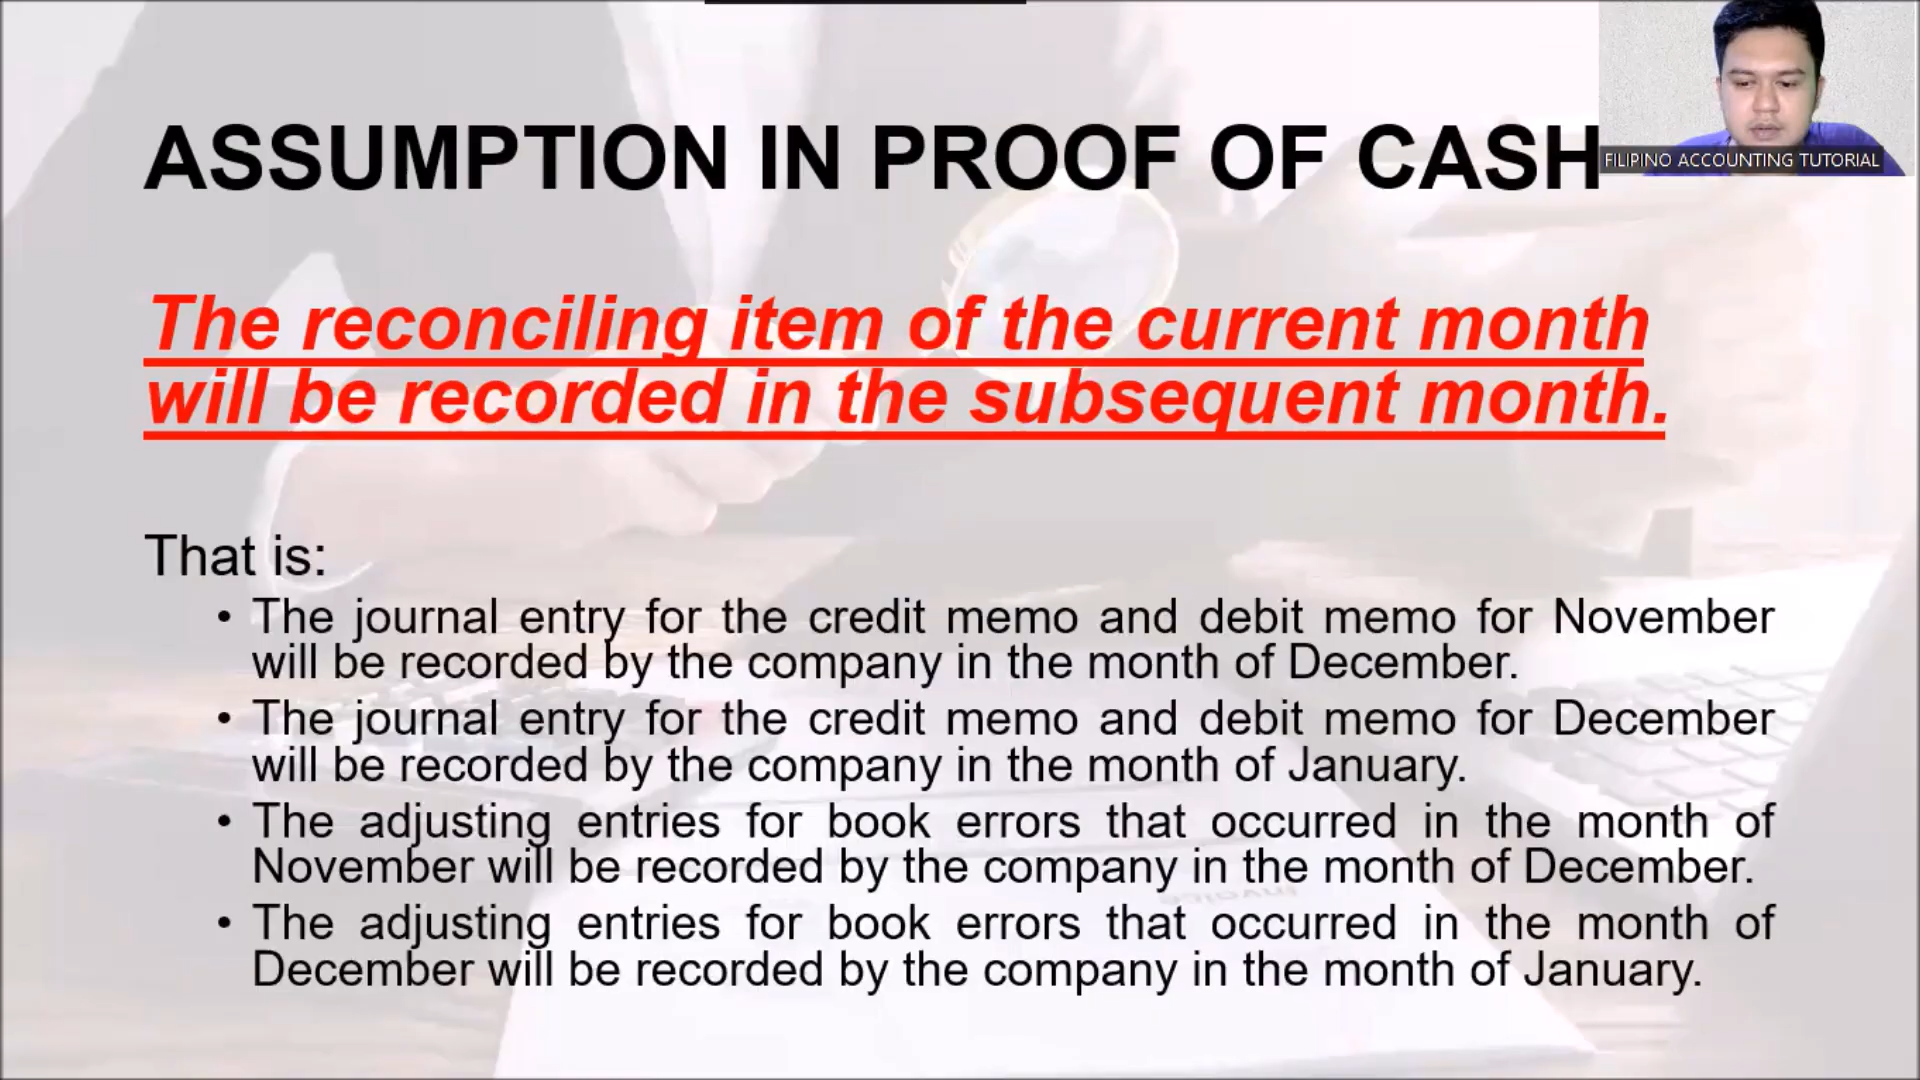 ASSUMPTION IN PROOF OF CASH
FILIPINO ACCOUNTING TUTORIAL
The reconciling item of the current month
will be recorded in the subsequent month.
That is:
• The journal entry for the credit memo and debit memo for November
will be recorded by the company in the month of December.
• The journal entry for the credit memo and debit memo for December
will be recorded by the company in the month of January.
• The adjusting entries for book errors that occurred in the month of
November will be recorded by the company in the month of December.
• The adjusting entries for book errors that occurred in the month of
December will be recorded by the company in the month of January.